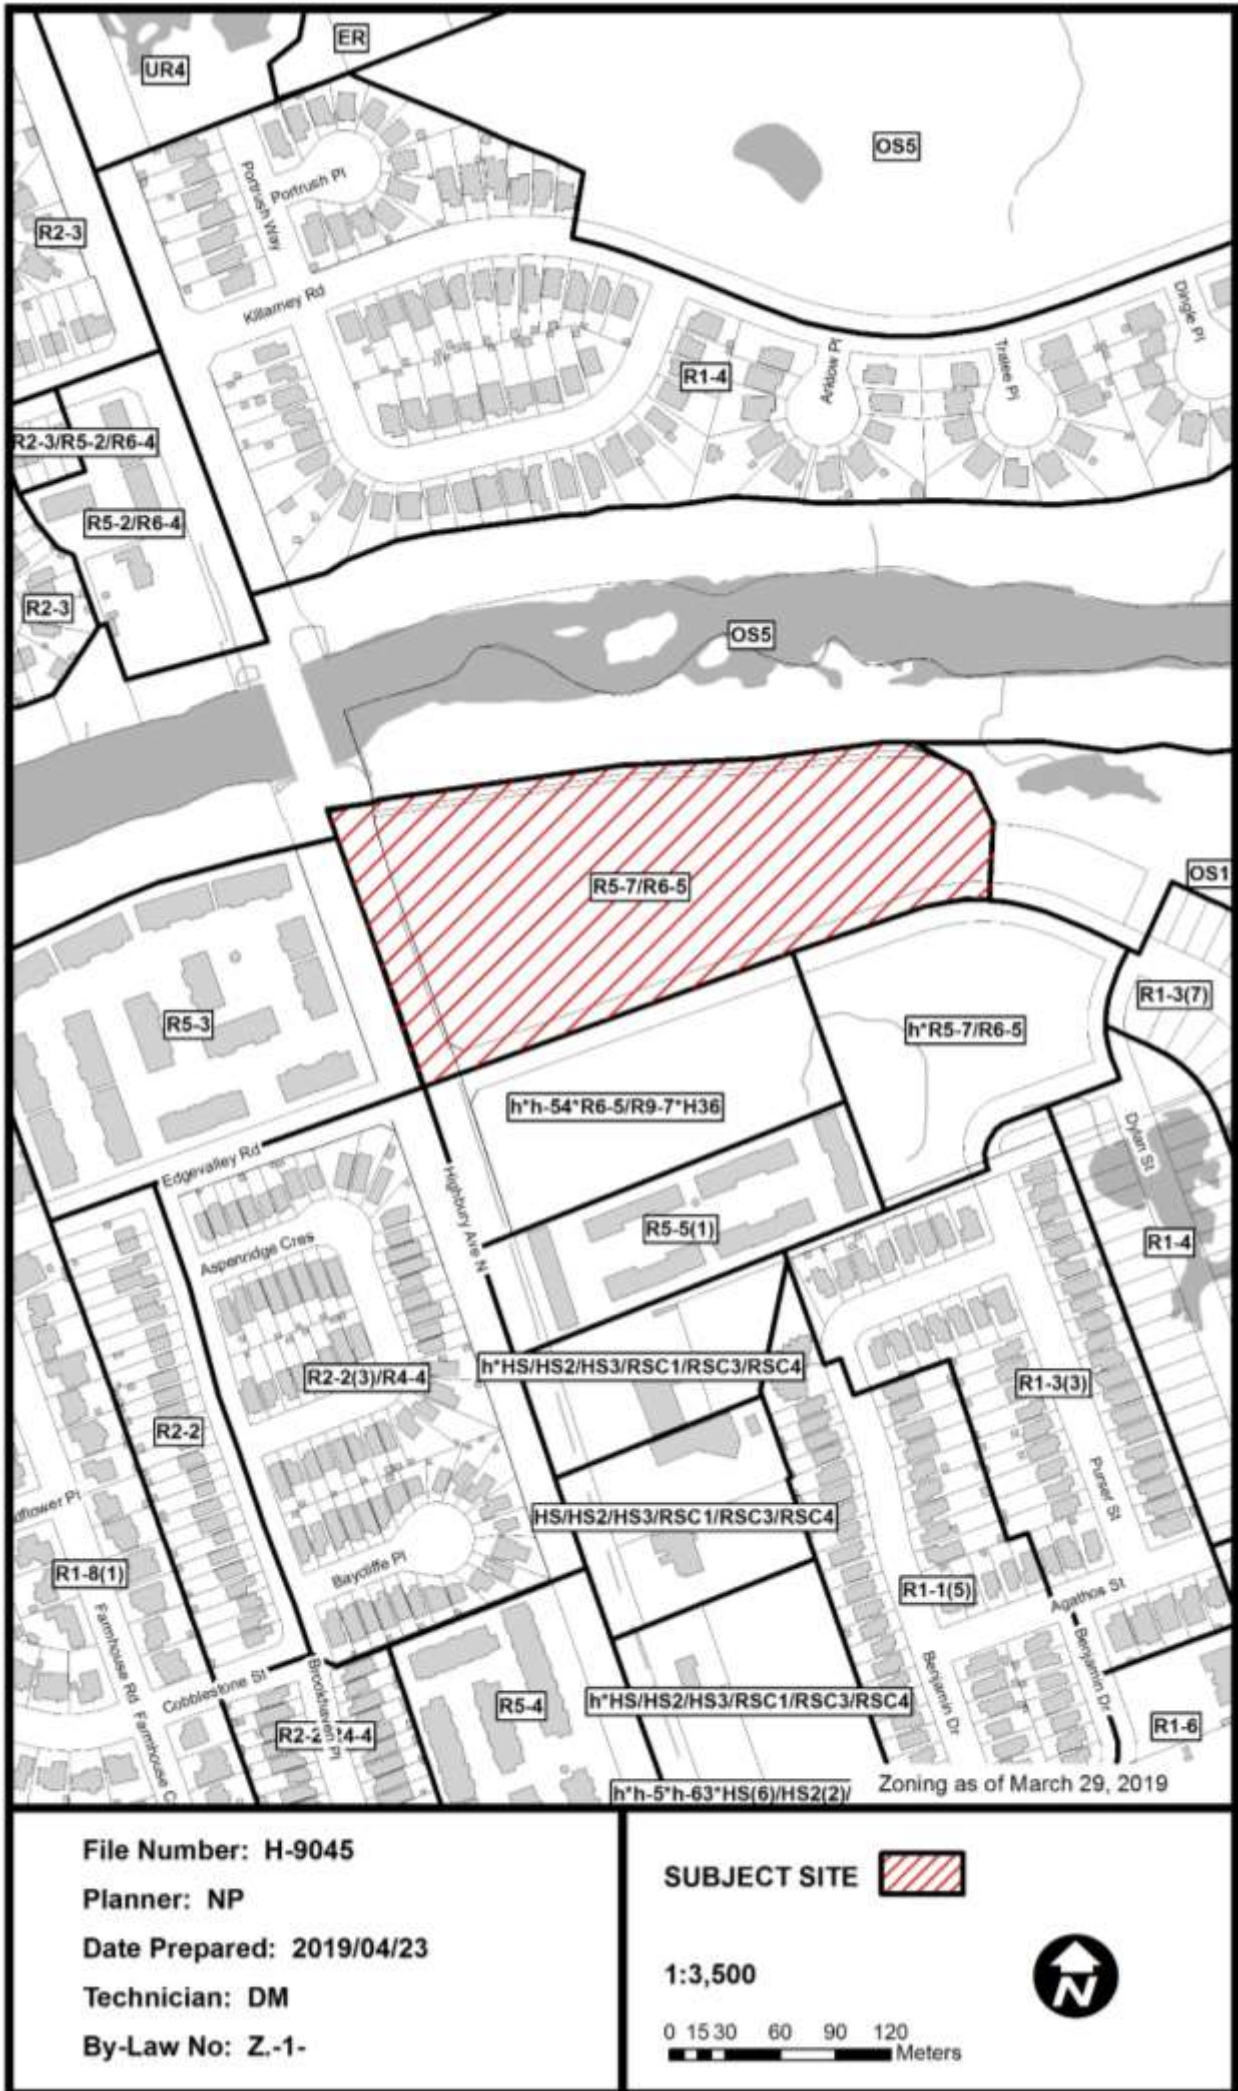 ER
UR4
OS5
Portrush Pl
Portrush Way
R2-3
Killarney Rd
Dingle Pl
Arklow Pl
Tralee Pl
R1-4
R2-3/R5-2/R6-4
R5-2/R6-4
R2-3
OS5
R5-7/R6-5
OS1
R1-3(7)
R5-3
h*R5-7/R6-5
h*h-54*R6-5/R9-7*H36
Edgevalley Rd
Dylan St
Highbury Ave N
R5-5(1)
Aspenridge Cres
R1-4
h*HS/HS2/HS3/RSC1/RSC3/RSC4
R2-2(3)/R4-4
R1-3(3)
R2-2
Purser St
HS/HS2/HS3/RSC1/RSC3/RSC4
Baycliffe Pl
R1-8(1)
R1-1(5)
Agathos St
Farmhouse Rd
Cobblestone St
Brookhaven Pl
Benjamin Dr
Benjamin Dr
R5-4
h*HS/HS2/HS3/RSC1/RSC3/RSC4
R1-6
Farmhouse C
h*h-5*h-63*HS(6)/HS2(2)/
Zoning as of March 29, 2019
File Number: H-9045
Planner: NP
Date Prepared: 2019/04/23
Technician: DM
By-Law No: Z.-1-
SUBJECT SITE
1:3,500
N
0 15 30 60 90 120
Meters